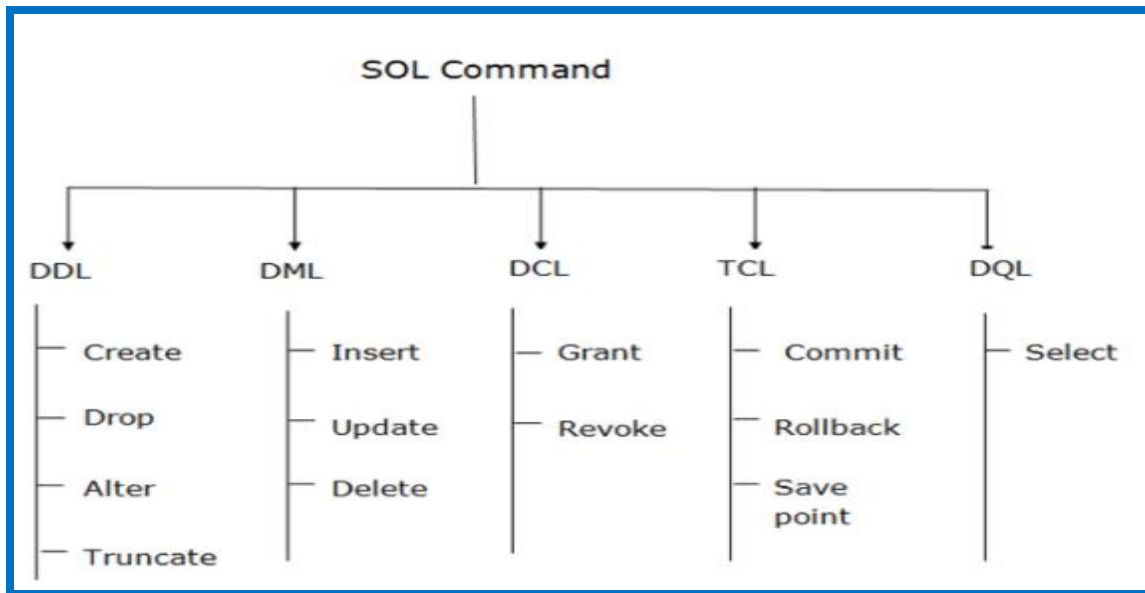 SOL Command
DDL
DML
DCL
TCL
DQL
Create
Drop
Alter
Truncate
Insert
Update
Delete
Grant
Revoke
Commit
Rollback
Save
point
Select